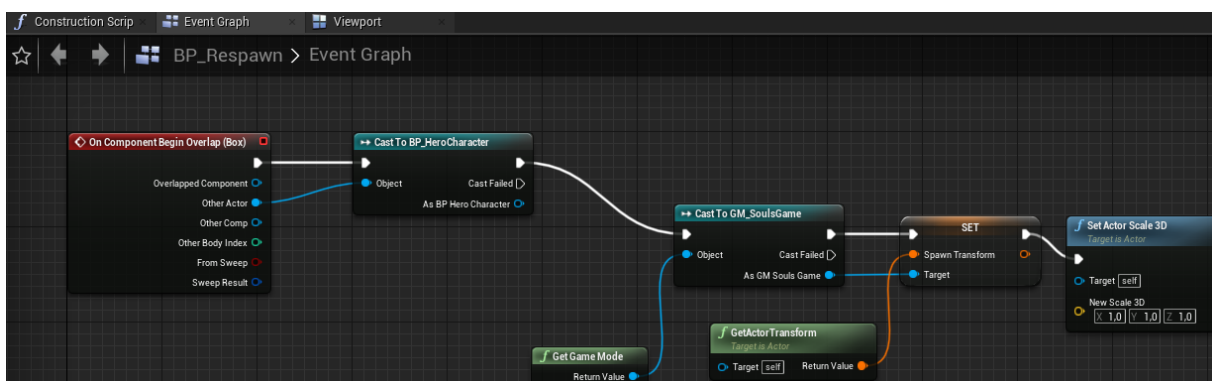 f Construction Scrip
Event Graph
Viewport
BP_Respawn > Event Graph
On Component Begin Overlap (Box)
Overlapped Component
Other Actor
Other Comp
Other Body Index
From Sweep
Sweep Result
Cast To BP_HeroCharacter
Object
Cast Failed
As BP Hero Character
Cast To GM_SoulsGame
Object
Cast Failed
As GM Souls Game
SET
Spawn Transform
Target
f Set Actor Scale 3D
Target is Actor
Target self
New Scale 3D
X 1,0 Y 1,0 Z 1,0
f GetActorTransform
Target is Actor
Target self Return Value
f Get Game Mode
Return Value